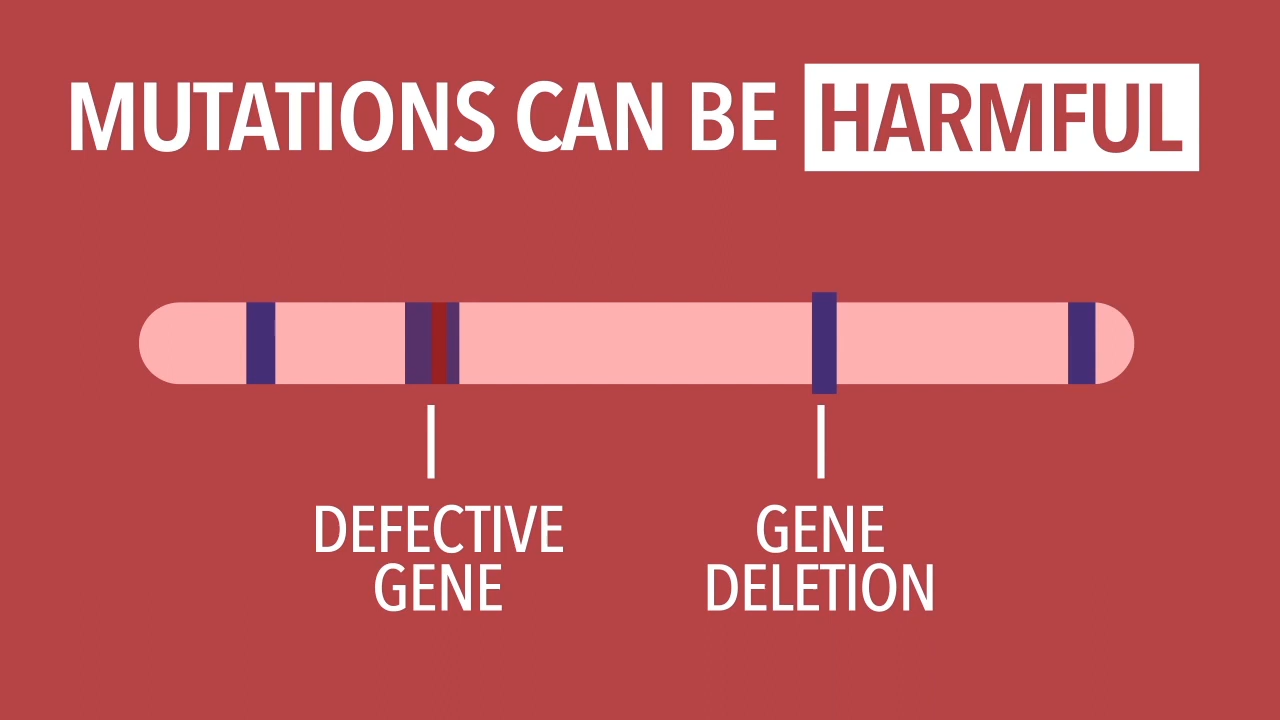 MUTATIONS CAN BE HARMFUL
DEFECTIVE
GENE
GENE
DELETION